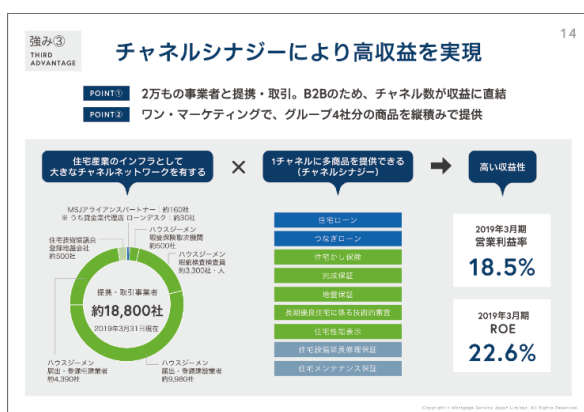 強み③
THIRD
ADVANTAGE
チャネルシナジーにより高収益を実現
14
POINT① 2万もの事業者と提携・取引。B2Bのため、チャネル数が収益に直結
POINT② ワン・マーケティングで、グループ4社分の商品を縦積みで提供
住宅産業のインフラとして
大きなチャネルネットワークを有する
×
1チャネルに多商品を提供できる
(チャネルシナジー)
高い収益性
MSJアライアンスパートナー:約160社
※ うち貸金業代理店 ローンデスク:約30社
住宅技術協議会
登録地盤会社
約500社
ハウスジーメン
瑕疵保険取次機関
約500社
ハウスジーメン
瑕疵検査検査員
約3,300社・人
提携・取引事業者
約18,800社
2019年3月31日現在
ハウスジーメン
届出・登録宅建業者
約4,390社
ハウスジーメン
届出・登録建設業者
約9,980社
住宅ローン
つなぎローン
住宅かし保険
完成保証
地盤保証
長期優良住宅に係る技術的審査
住宅性能表示
住宅設備延長修理保証
住宅メンテナンス保証
2019年3月期
営業利益率
18.5%
2019年3月期
ROE
22.6%
Copyright © Mortgage Service Japan Limited. All Rights Reserved.